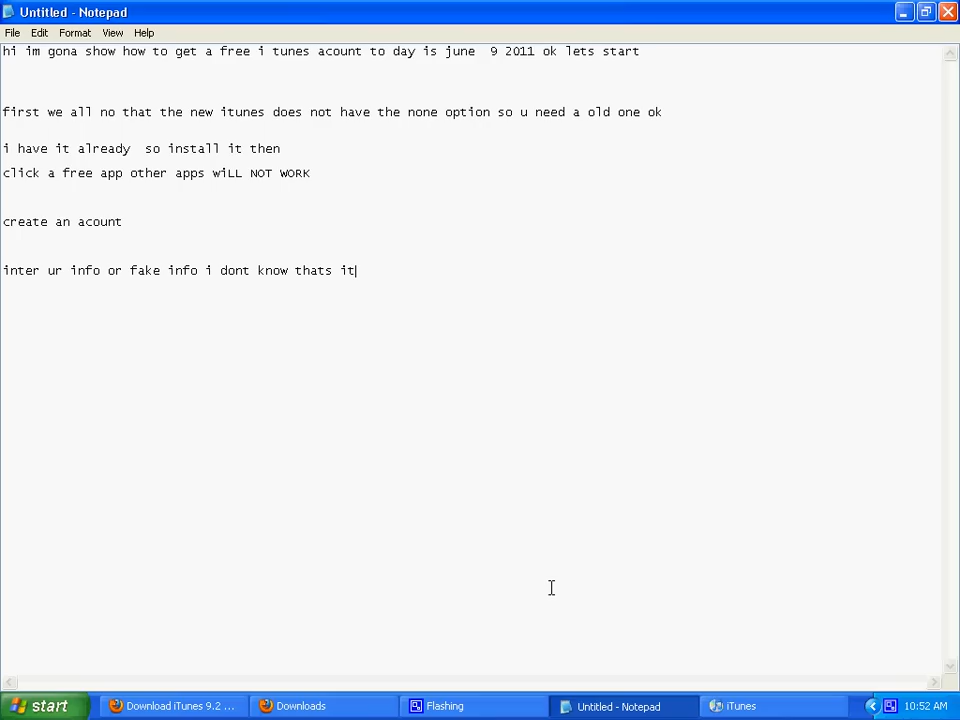 Untitled - Notepad
File Edit Format View Help
hi im gona show how to get a free i tunes acount to day is june  9 2011 ok lets start
first we all no that the new itunes does not have the none option so u need a old one ok
i have it already  so install it then
click a free app other apps wiLL NOT WORK
create an acount
inter ur info or fake info i dont know thats it
start Download iTunes 9.2 ... Downloads Flashing Untitled - Notepad iTunes 10:52 AM